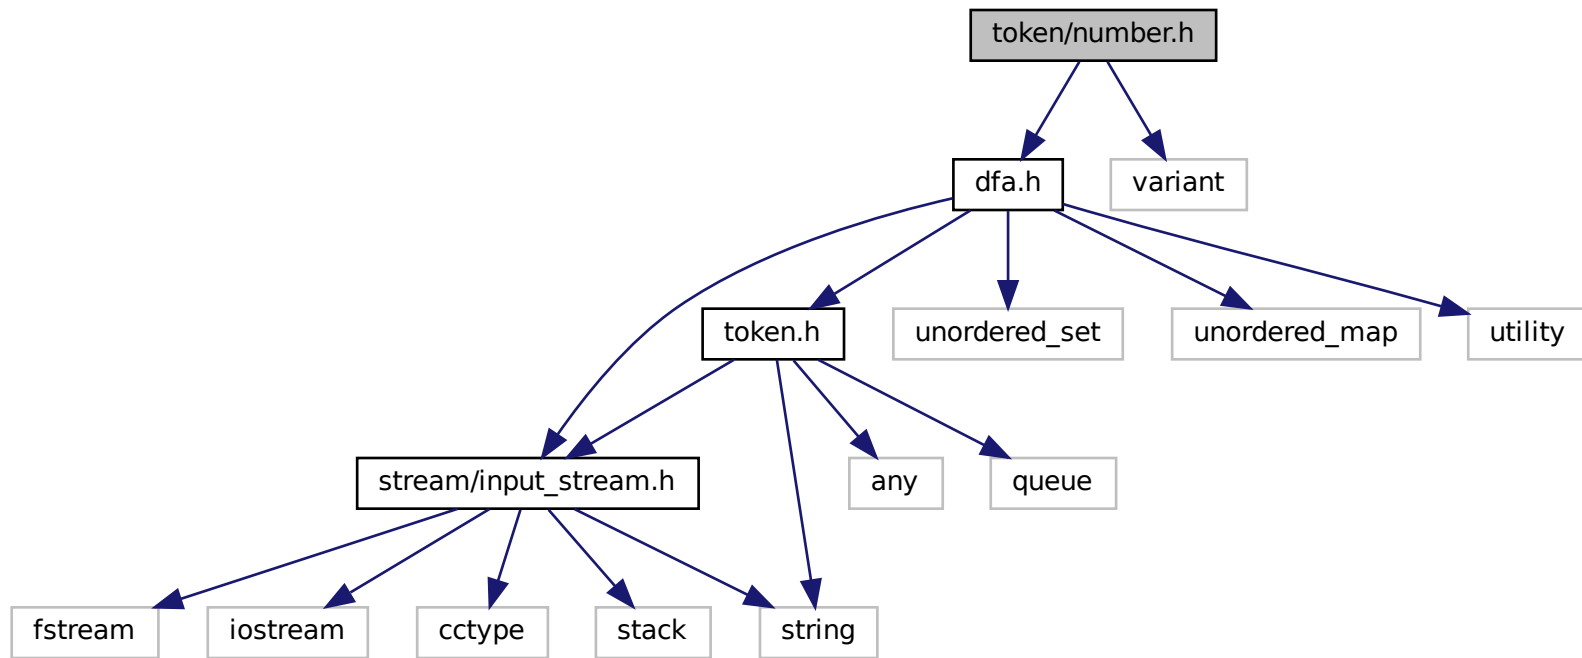 token/number.h
dfa.h
variant
token.h
unordered_set
unordered_map
utility
stream/input_stream.h
any
queue
fstream
iostream
cctype
stack
string